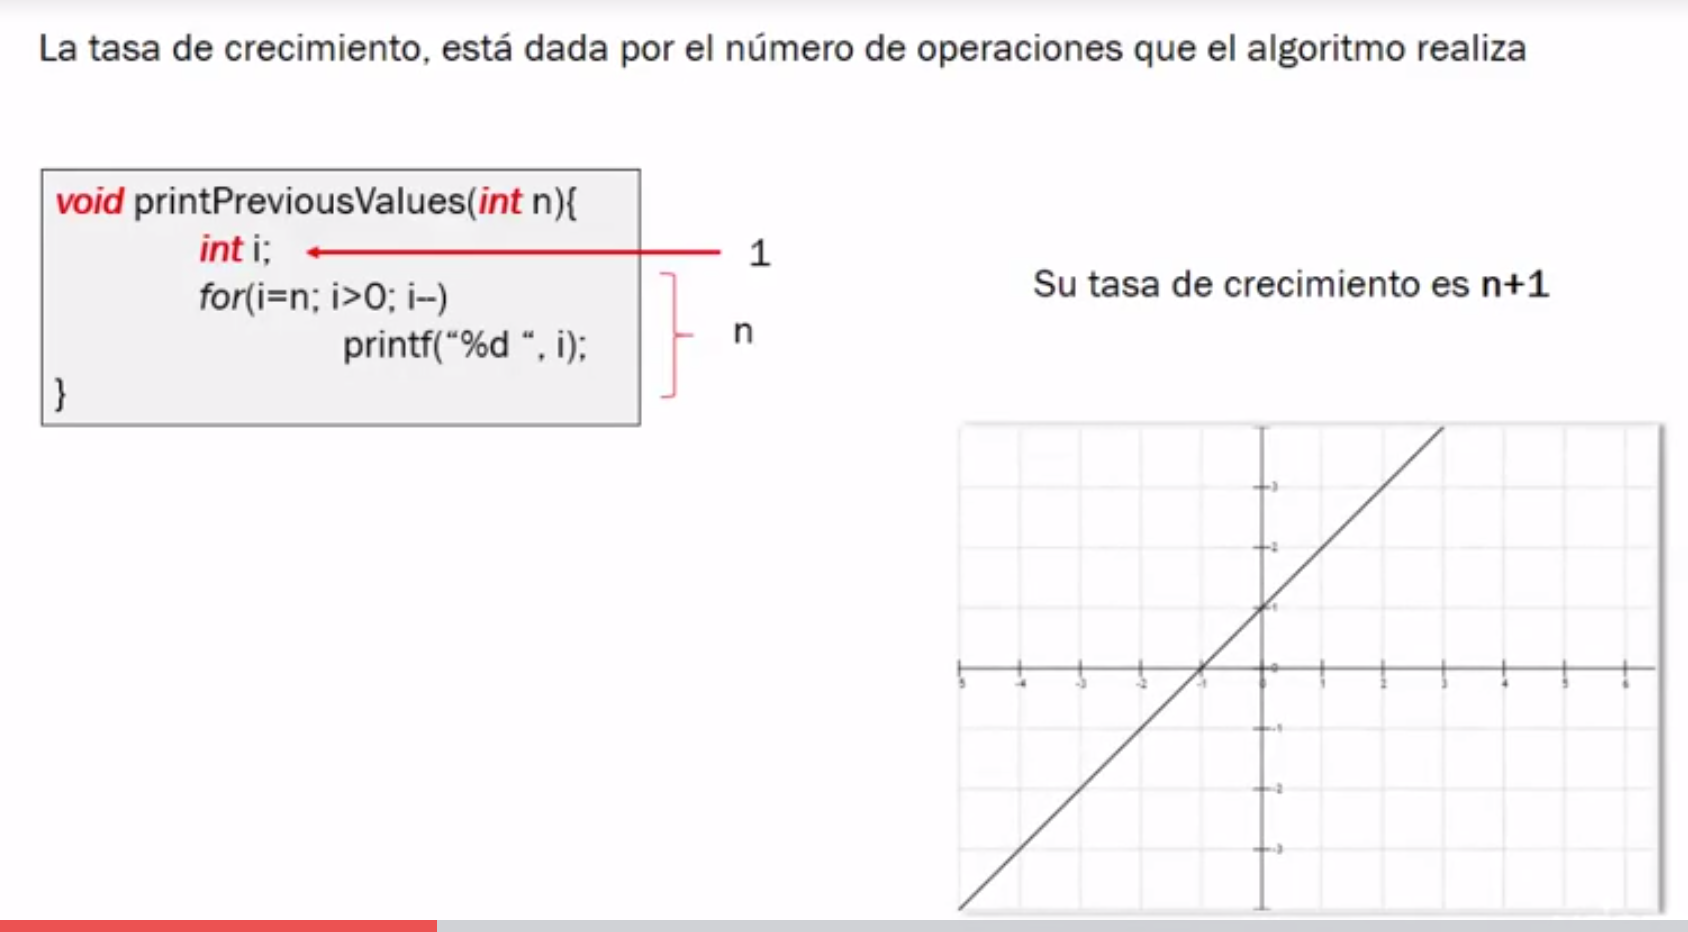 La tasa de crecimiento, está dada por el número de operaciones que el algoritmo realiza
void printPreviousValues(int n){
int i;
1
for(i=n; i>0; i--)
printf(“%d “, i);
n
}
Su tasa de crecimiento es n+1
3
2
1
0
5 -4 -3 -2 -1 0 1 2 3 4 5 6
-1
-2
-3